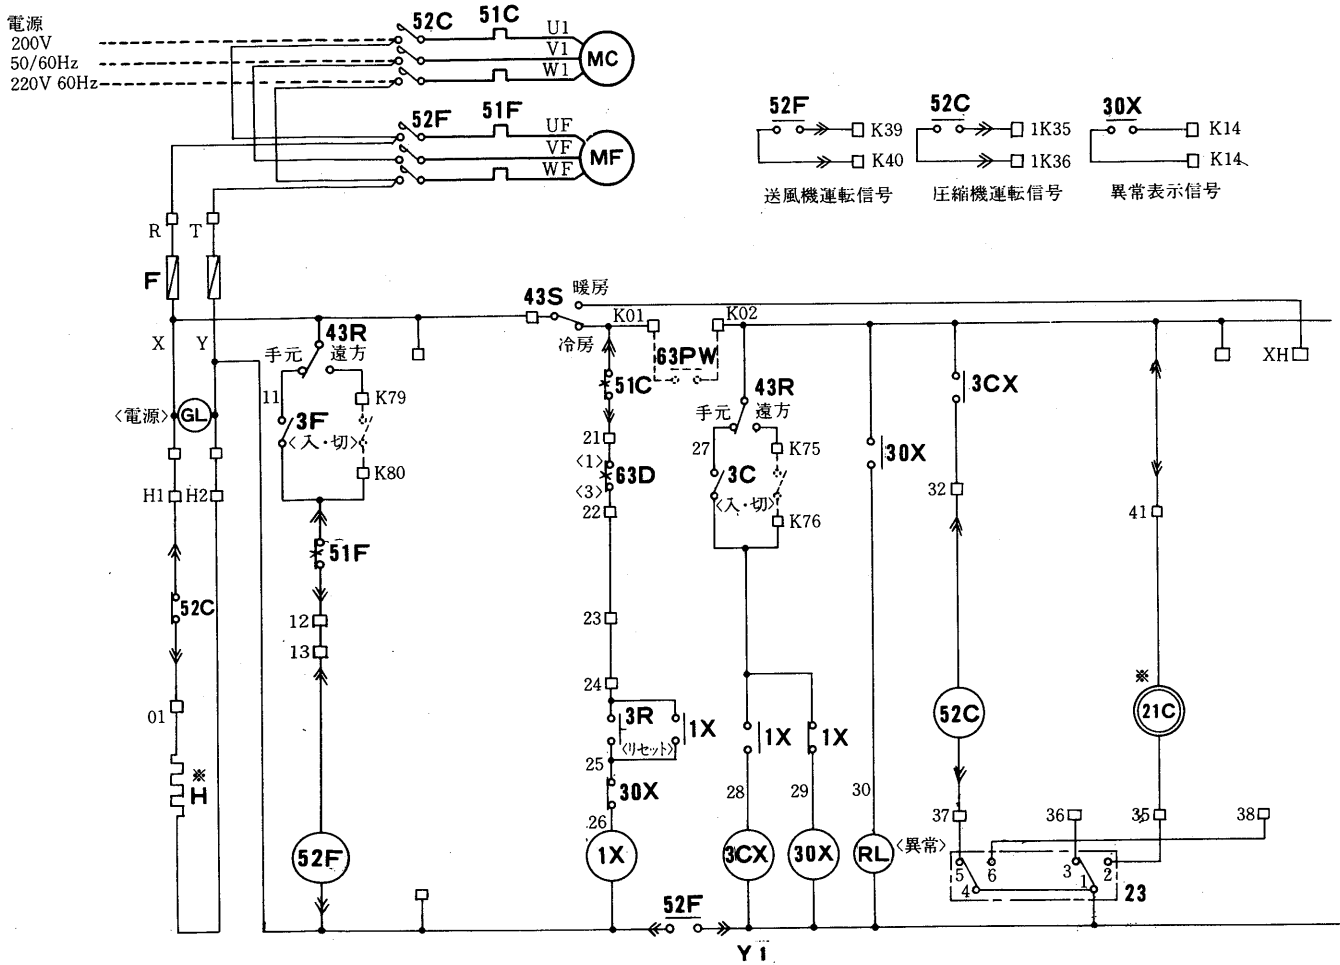 電源
200V
50/60Hz
220V 60Hz
52C
51C
U1
V1
W1
MC
52F
51F
UF
VF
WF
MF
52F
K39
K40
送風機運転信号
52C
1K35
1K36
圧縮機運転信号
30X
K14
K14
異常表示信号
R
T
F
X
Y
<電源>
GL
H1
H2
52C
01
※
H
43R
手元
遠方
11
3F
<入・切>
K79
K80
51F
12
13
52F
43S
暖房
冷房
K01
K02
63PW
51C
21
<1>
63D
<3>
22
23
24
3R
<リセット>
1X
25
30X
26
1X
43R
手元
遠方
27
3C
<入・切>
K75
K76
1X
1X
28
29
3CX
30X
30X
30
RL
<異常>
3CX
32
52C
37
XH
41
※
21C
36
35
38
5
6
4
3
1
2
23
52F
Y1